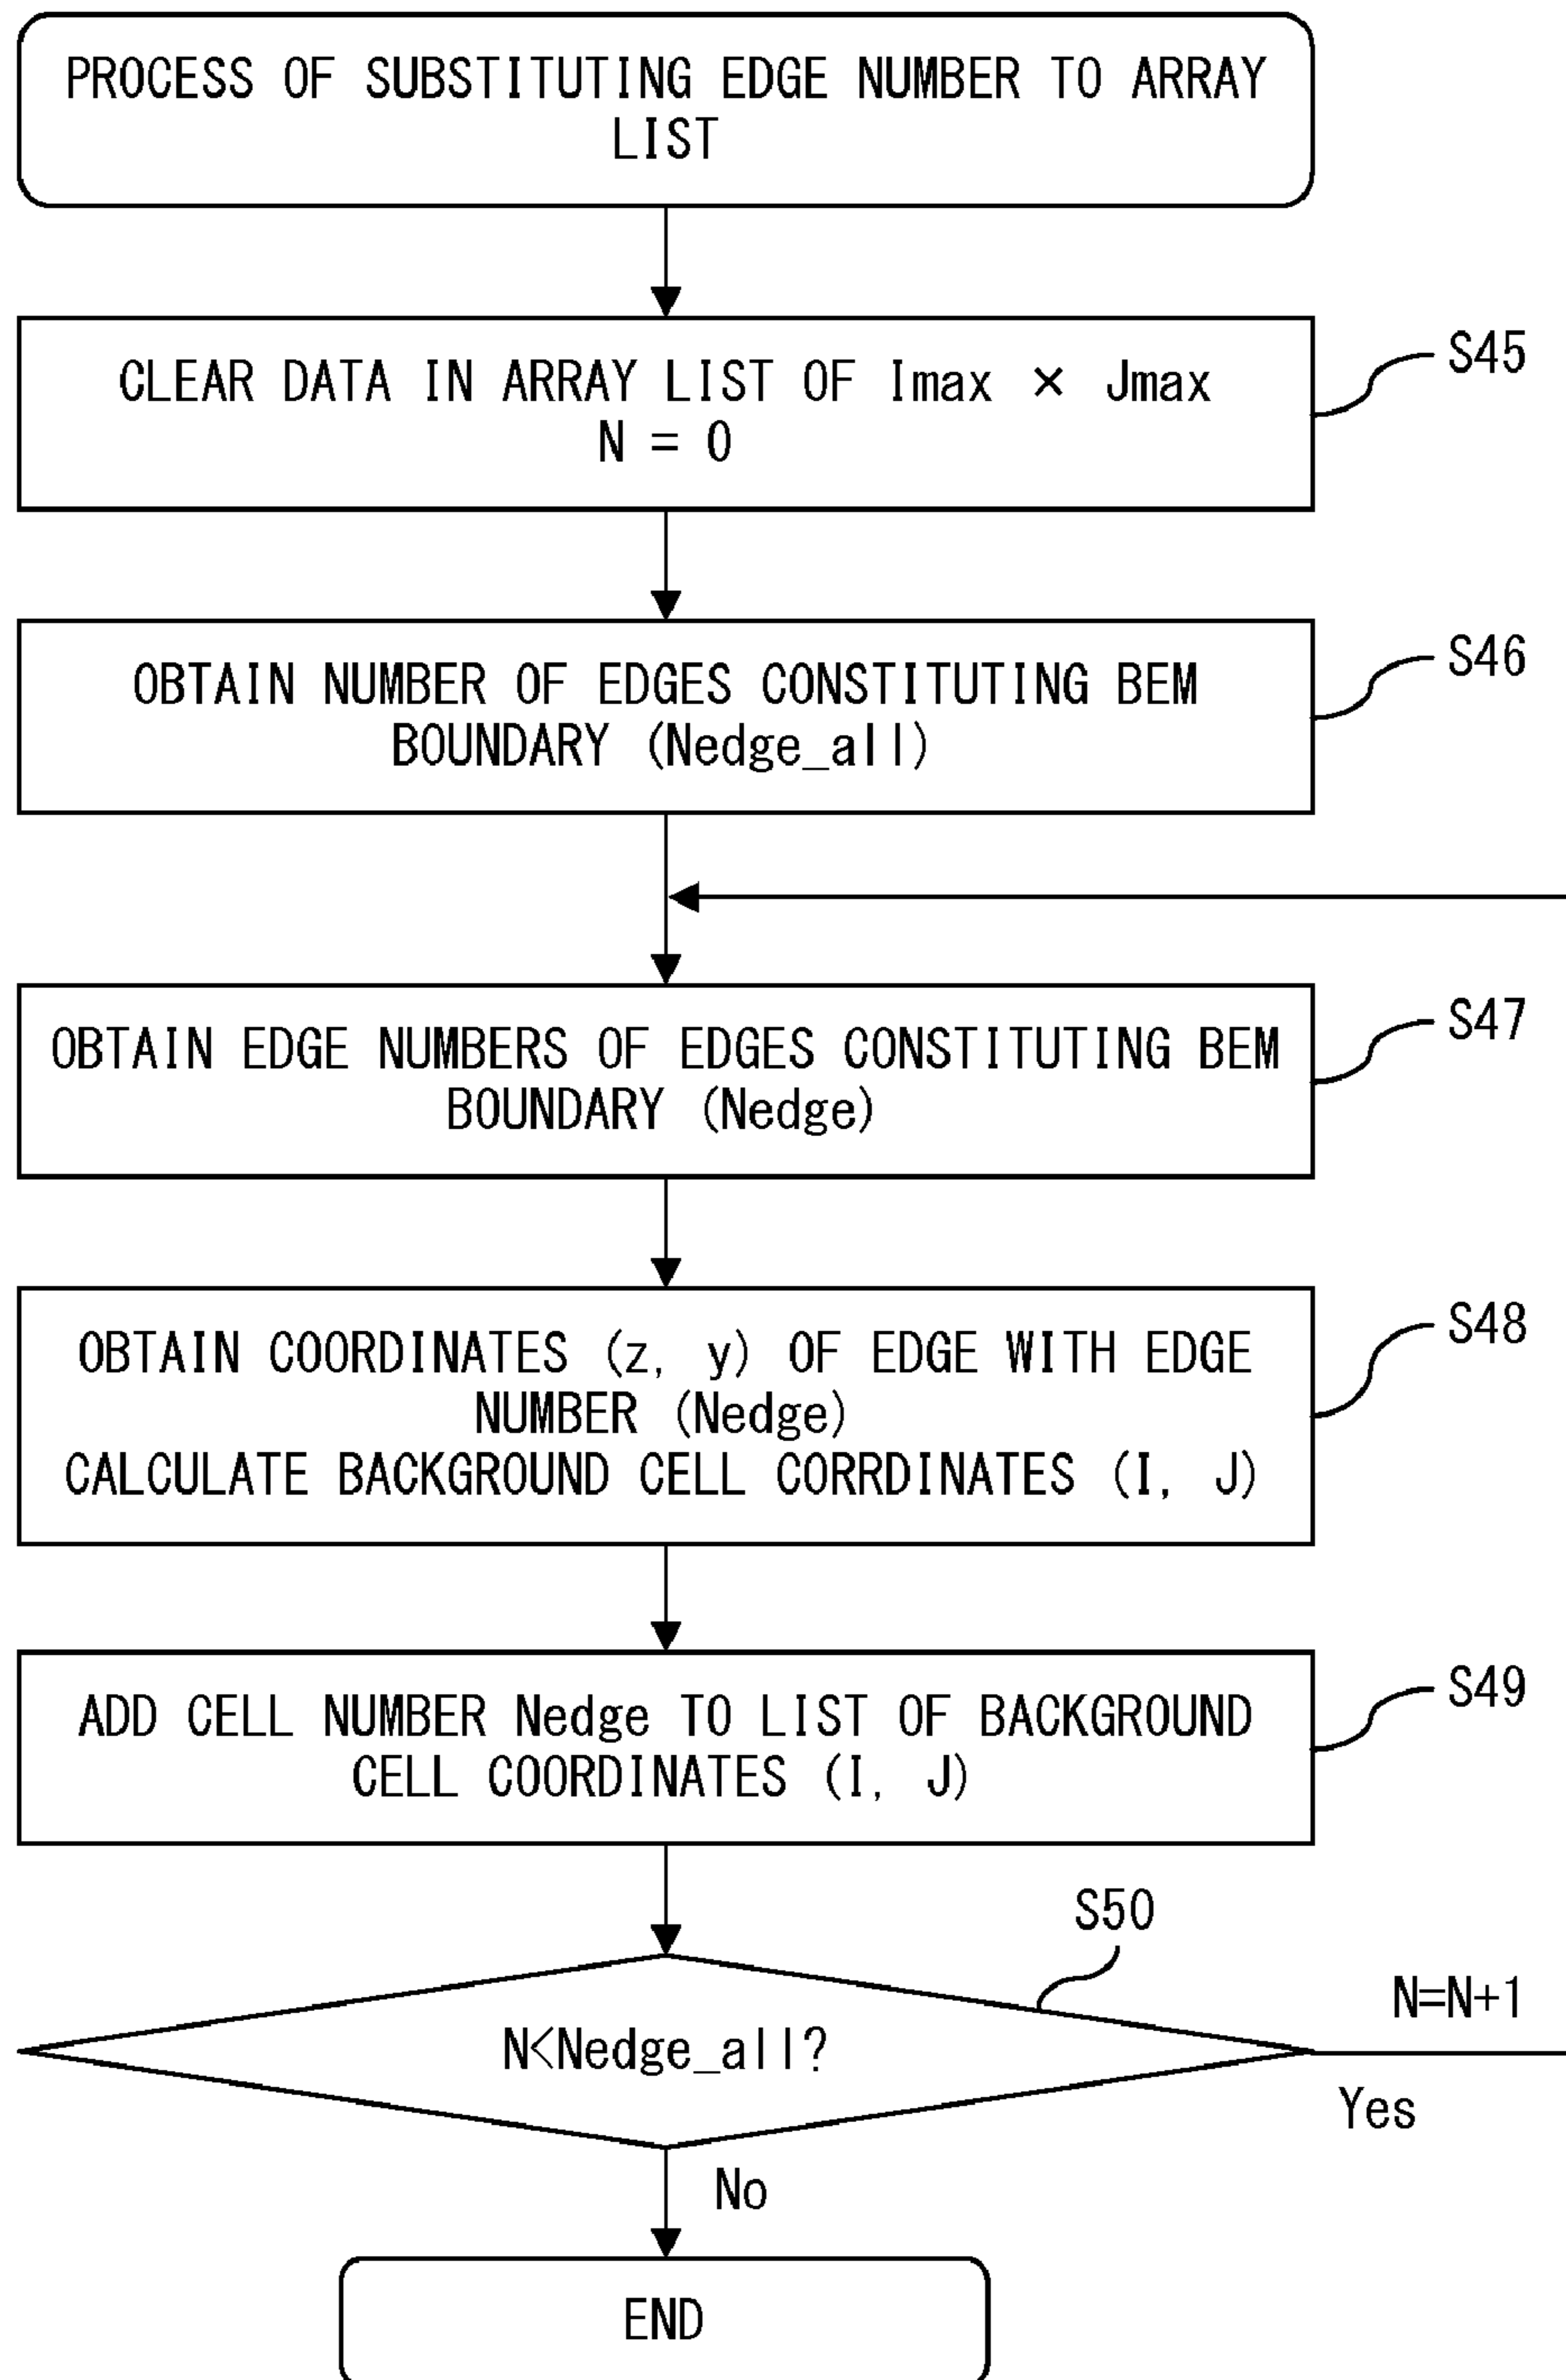 PROCESS OF SUBSTITUTING EDGE NUMBER TO ARRAY
LIST
CLEAR DATA IN ARRAY LIST OF Imax × Jmax
N = 0
S45
OBTAIN NUMBER OF EDGES CONSTITUTING BEM
BOUNDARY (Nedge_all)
S46
OBTAIN EDGE NUMBERS OF EDGES CONSTITUTING BEM
BOUNDARY (Nedge)
S47
OBTAIN COORDINATES (z, y) OF EDGE WITH EDGE
NUMBER (Nedge)
CALCULATE BACKGROUND CELL CORRDINATES (I, J)
S48
ADD CELL NUMBER Nedge TO LIST OF BACKGROUND
CELL COORDINATES (I, J)
S49
S50
N<Nedge_all?
N=N+1
Yes
No
END